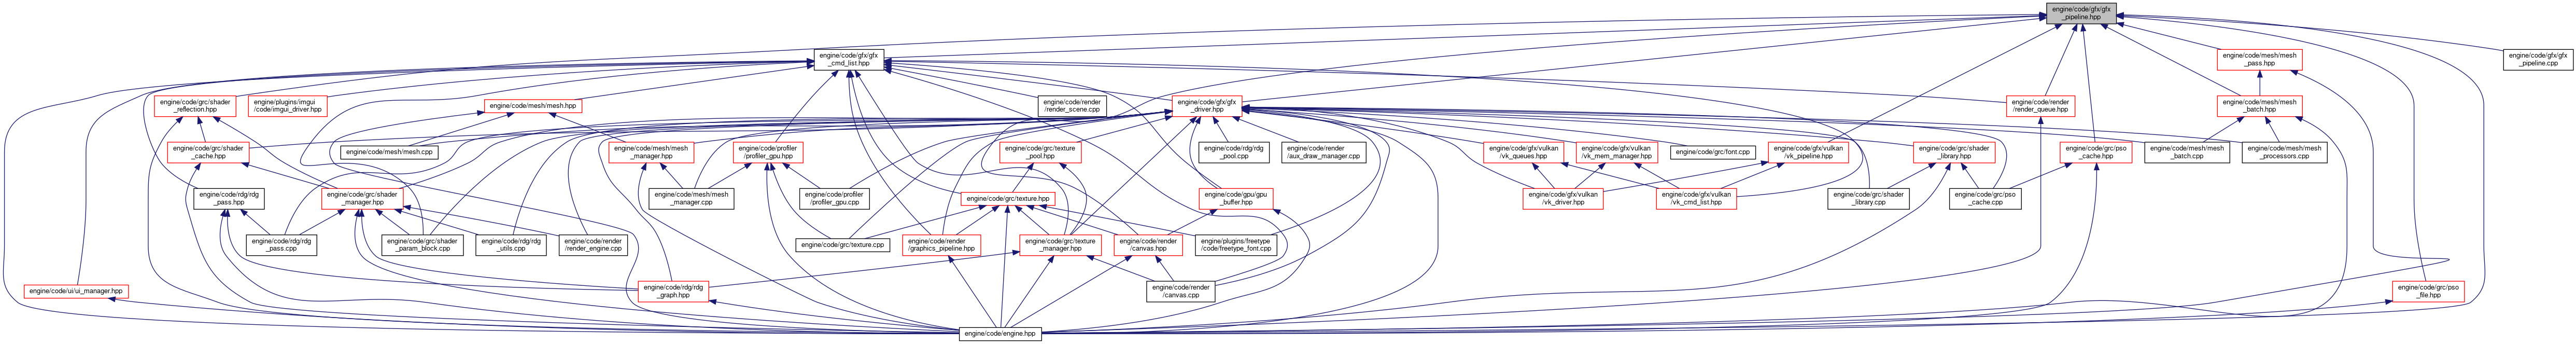 engine/code/gfx/gfx
_pipeline.hpp
engine/code/gfx/gfx
_cmd_list.hpp
engine/code/mesh/mesh
_pass.hpp
engine/code/gfx/gfx
_pipeline.cpp
engine/code/grc/shader
_reflection.hpp
engine/plugins/imgui
/code/imgui_driver.hpp
engine/code/mesh/mesh.hpp
engine/code/render
/render_scene.cpp
engine/code/gfx/gfx
_driver.hpp
engine/code/render
/render_queue.hpp
engine/code/mesh/mesh
_batch.hpp
engine/code/grc/shader
_cache.hpp
engine/code/mesh/mesh.cpp
engine/code/mesh/mesh
_manager.hpp
engine/code/profiler
/profiler_gpu.hpp
engine/code/grc/texture
_pool.hpp
engine/code/rdg/rdg
_pool.cpp
engine/code/render
/aux_draw_manager.cpp
engine/code/gfx/vulkan
/vk_queues.hpp
engine/code/gfx/vulkan
/vk_mem_manager.hpp
engine/code/grc/font.cpp
engine/code/gfx/vulkan
/vk_pipeline.hpp
engine/code/grc/shader
_library.hpp
engine/code/grc/pso
_cache.hpp
engine/code/mesh/mesh
_batch.cpp
engine/code/mesh/mesh
_processors.cpp
engine/code/rdg/rdg
_pass.hpp
engine/code/grc/shader
_manager.hpp
engine/code/mesh/mesh
_manager.cpp
engine/code/profiler
/profiler_gpu.cpp
engine/code/grc/texture.hpp
engine/code/gpu/gpu
_buffer.hpp
engine/code/gfx/vulkan
/vk_driver.hpp
engine/code/gfx/vulkan
/vk_cmd_list.hpp
engine/code/grc/shader
_library.cpp
engine/code/grc/pso
_cache.cpp
engine/code/rdg/rdg
_pass.cpp
engine/code/grc/shader
_param_block.cpp
engine/code/rdg/rdg
_utils.cpp
engine/code/render
/render_engine.cpp
engine/code/grc/texture.cpp
engine/code/render
/graphics_pipeline.hpp
engine/code/grc/texture
_manager.hpp
engine/code/render
/canvas.hpp
engine/plugins/freetype
/code/freetype_font.cpp
engine/code/ui/ui_manager.hpp
engine/code/rdg/rdg
_graph.hpp
engine/code/render
/canvas.cpp
engine/code/grc/pso
_file.hpp
engine/code/engine.hpp